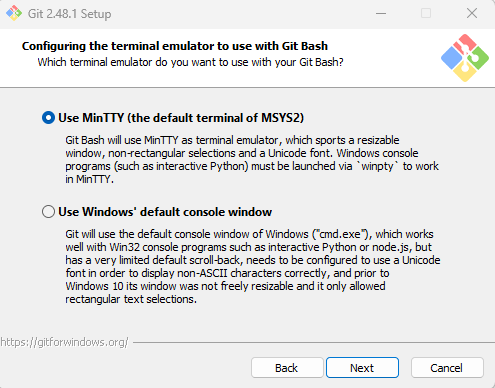 Git 2.48.1 Setup
Configuring the terminal emulator to use with Git Bash
Which terminal emulator do you want to use with your Git Bash?
Use MinTTY (the default terminal of MSYS2)
Git Bash will use MinTTY as terminal emulator, which sports a resizable
window, non-rectangular selections and a Unicode font. Windows console
programs (such as interactive Python) must be launched via `winpty` to work
in MinTTY.
Use Windows' default console window
Git will use the default console window of Windows ("cmd.exe"), which works
well with Win32 console programs such as interactive Python or node.js, but
has a very limited default scroll-back, needs to be configured to use a Unicode
font in order to display non-ASCII characters correctly, and prior to
Windows 10 its window was not freely resizable and it only allowed
rectangular text selections.
https://gitforwindows.org/
Back
Next
Cancel